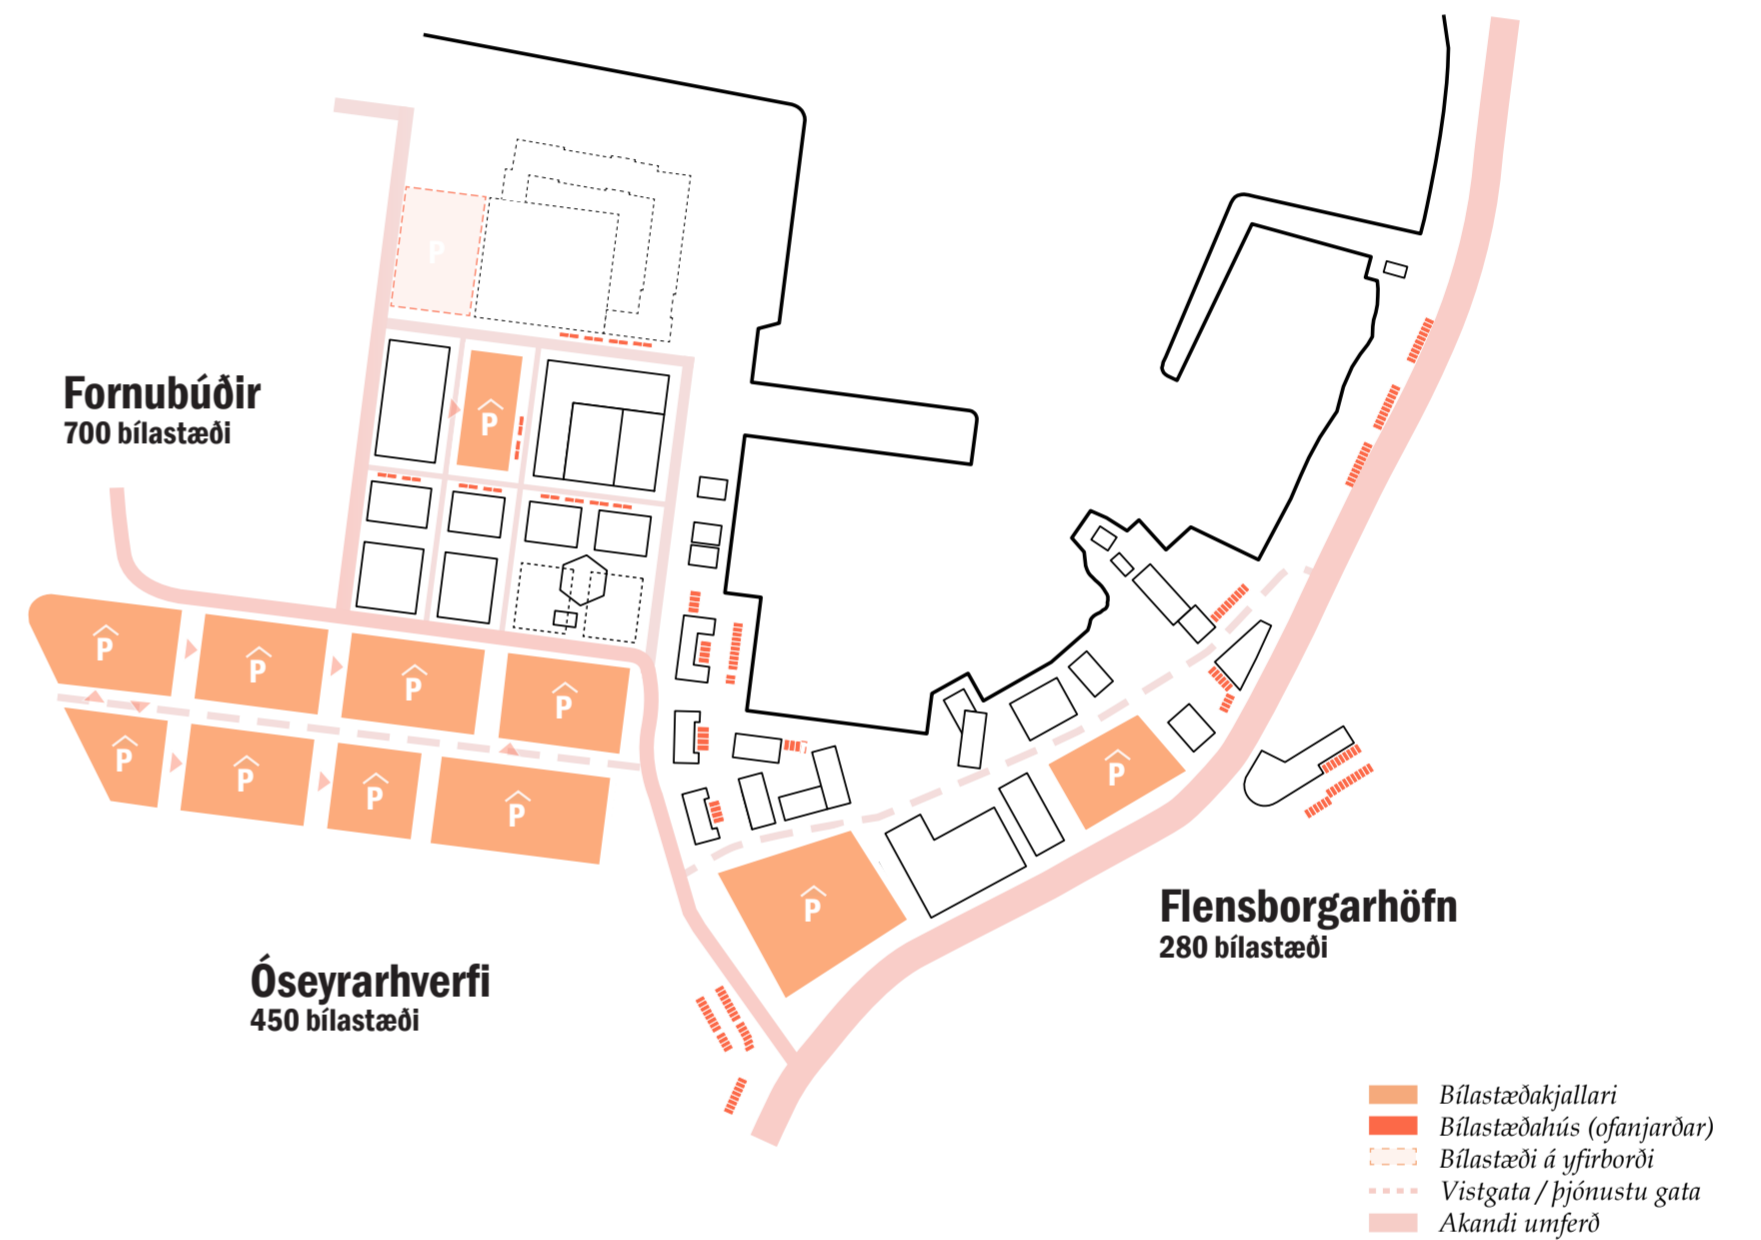 P
Fornubúðir
700 bílastæði
P
P
P
P
P
P
P
P
P
P
P
Flensborgarhöfn
280 bílastæði
Óseyrarhverfi
450 bílastæði
Bílastæðakjallari
Bílastæðahús (ofanjarðar)
Bílastæði á yfirborði
Vistgata / þjónustu gata
Akandi umferð